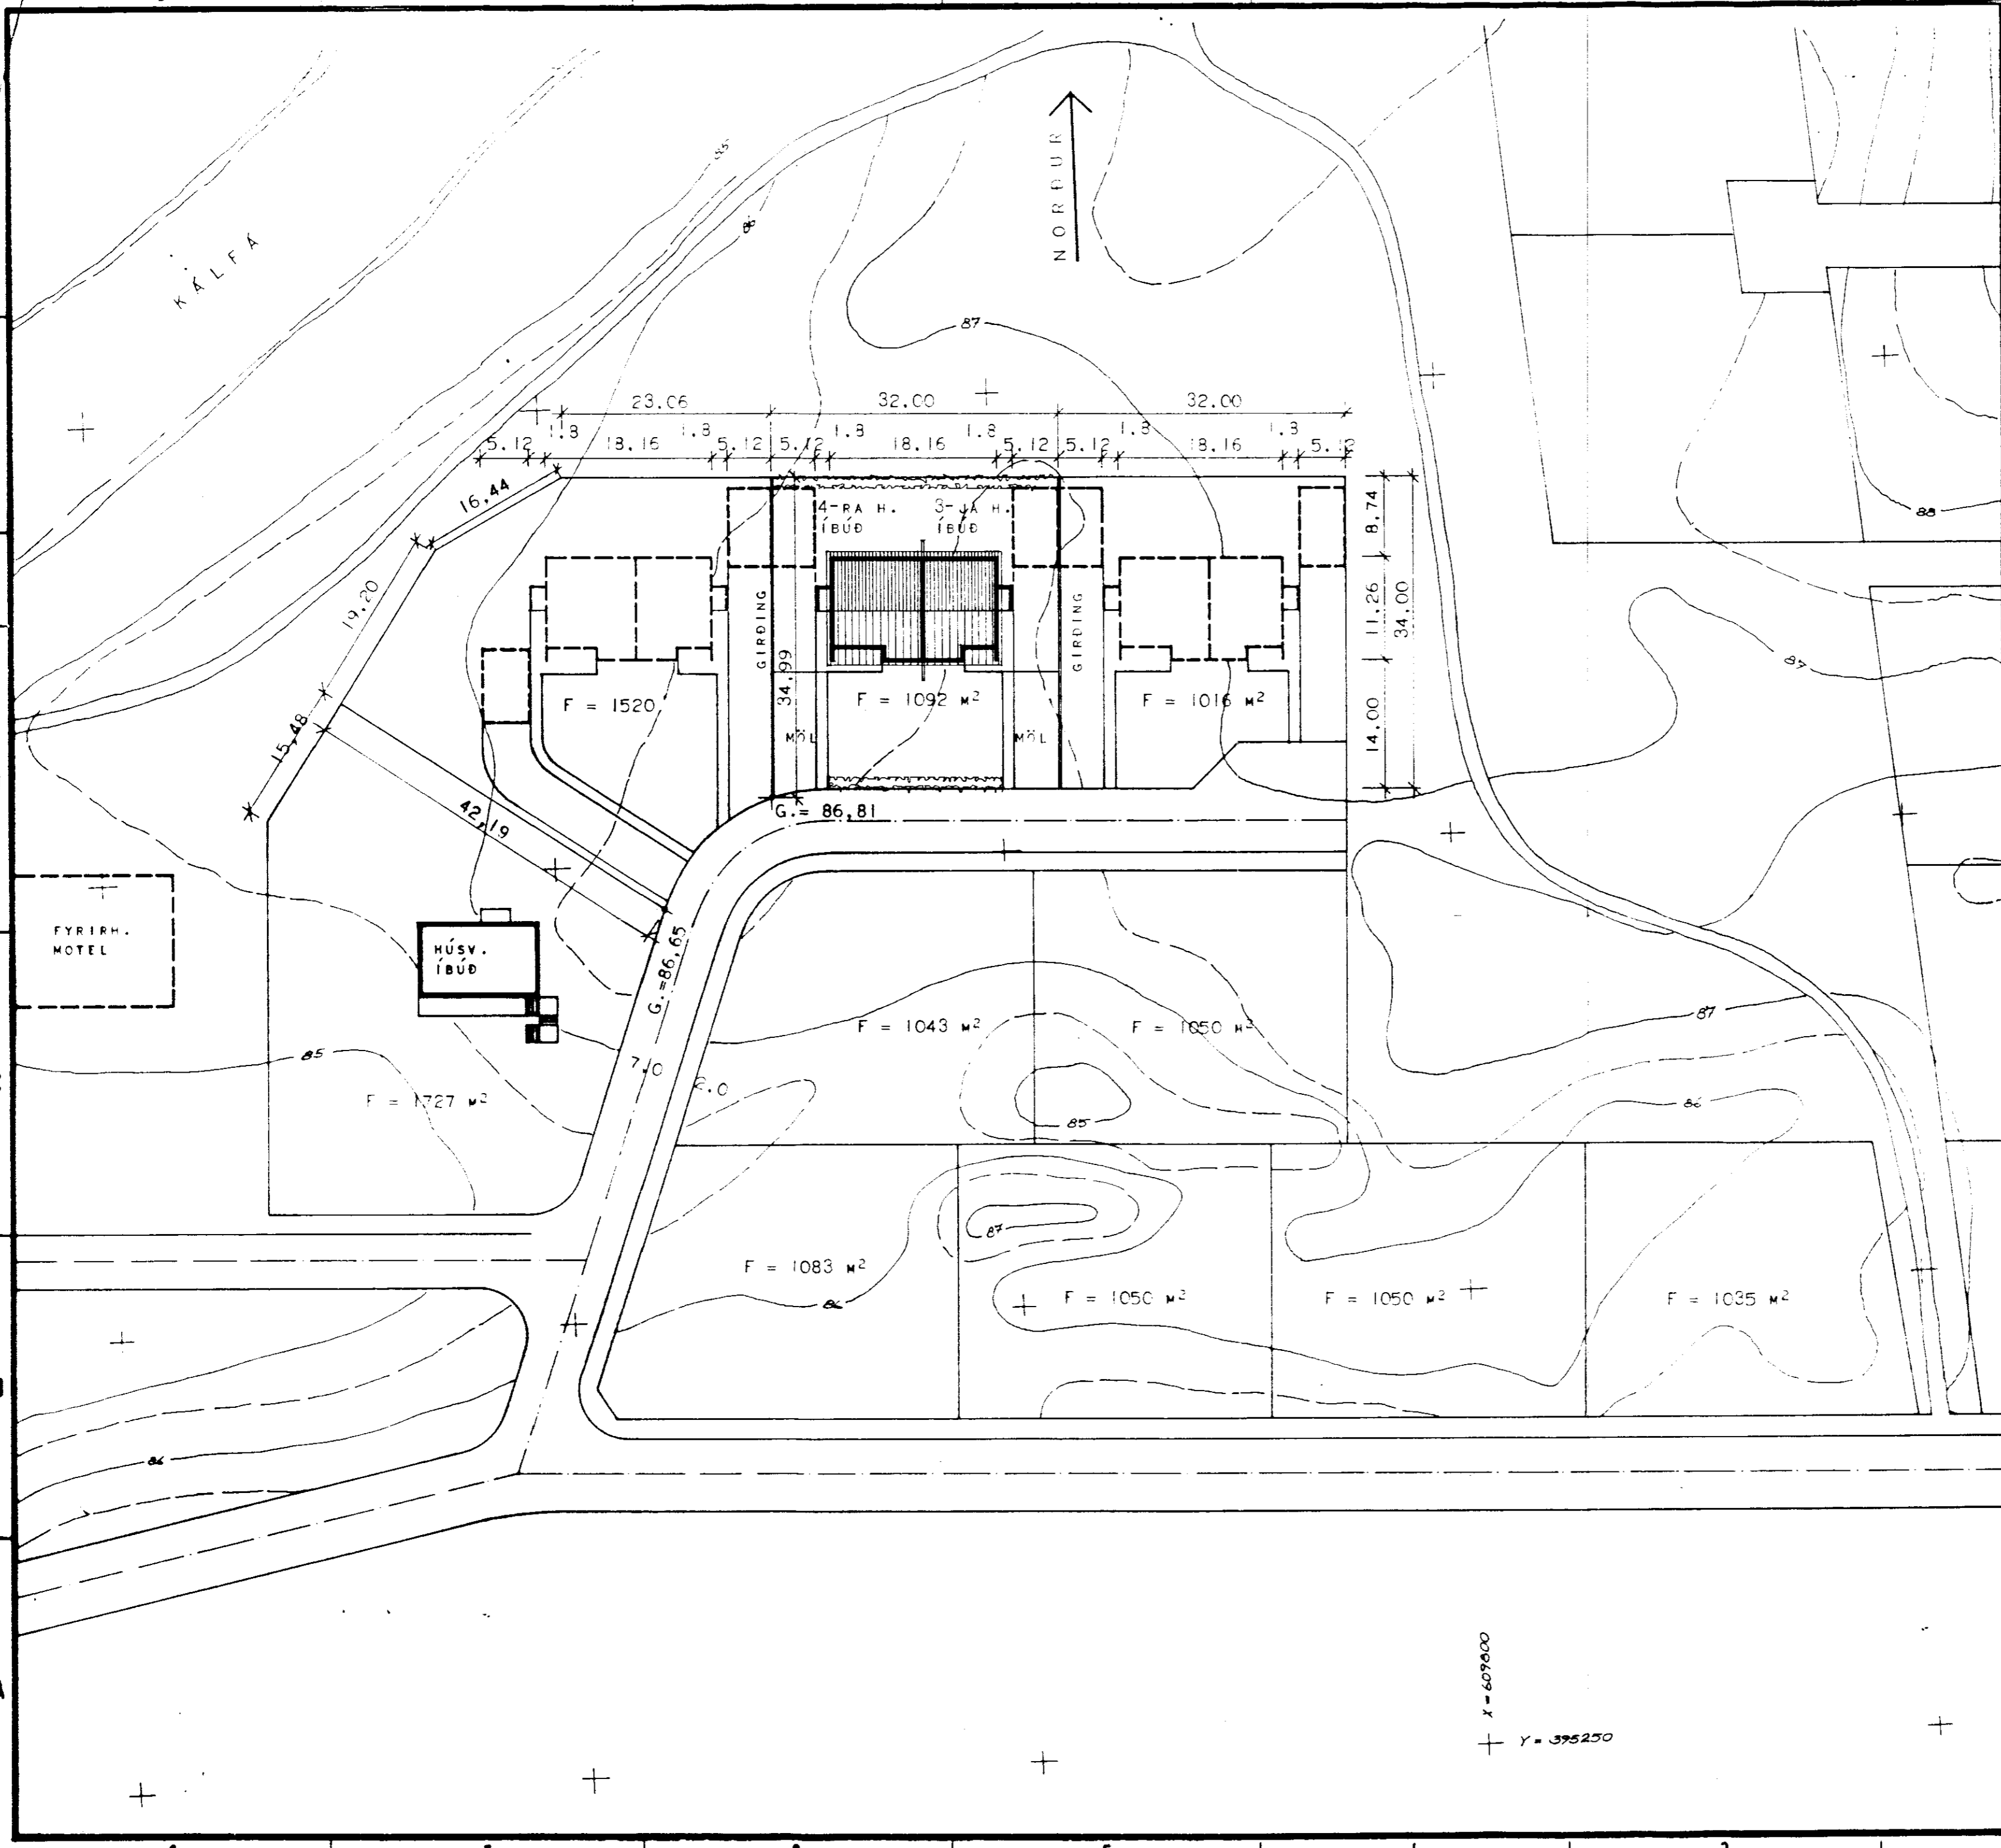 KÁLFÁ
85
86
NORÐUR
87
23.06 32.00 32.00
5.12 1.8 18.16 1.8 5.12 5.12 1.8 18.16 1.8 5.12 5.12 1.8 18.16 1.8 5.12
16,44
19,20
15,48
42,19
4-RA H.
ÍBÚÐ
3-JA H.
ÍBÚÐ
GIRÐING
34,99
GIRÐING
8,74
11,26
14,00
34,00
88
87
F = 1520
F = 1092 M²
F = 1016 M²
MÖL
MÖL
G.= 86,81
G.=86,65
FYRIRH.
MOTEL
HÚSV.
ÍBÚÐ
85
F = 1727 M²
7,0
2.0
F = 1043 M²
F = 1050 M²
85
87
86
87
F = 1083 M²
86
F = 1050 M²
F = 1050 M²
F = 1035 M²
86
X = 609800
Y = 395250